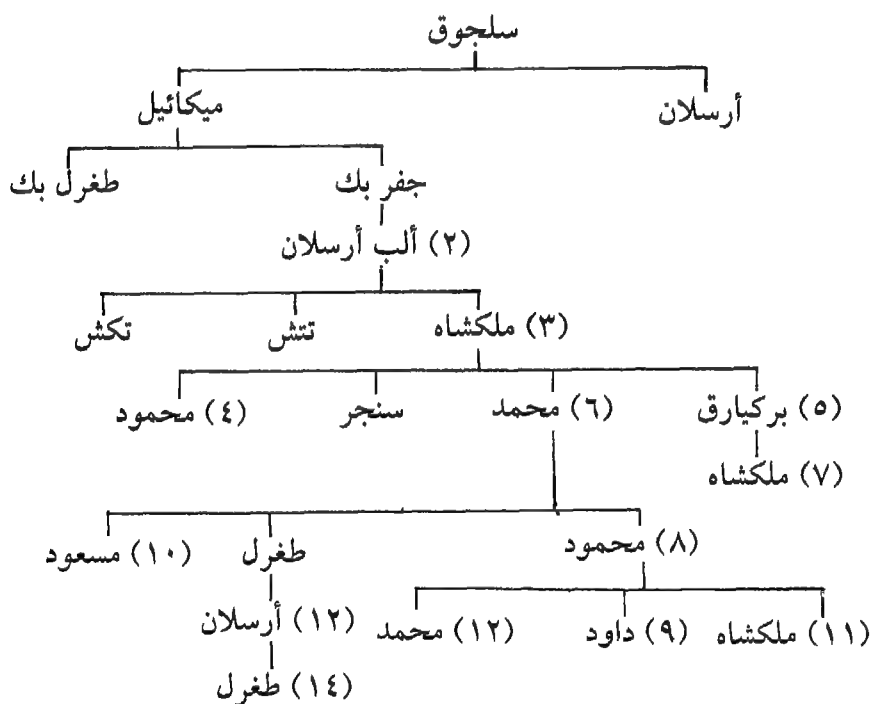 سلجوق
أرسلان ميكائيل
جفر بك طغرل بك
(٢) ألب أرسلان
(٣) ملكشاه تتش تكش
(٥) بركيارق (٦) محمد سنجر (٤) محمود
(٧) ملكشاه
(٨) محمود طغرل (١٠) مسعود
(١١) ملكشاه (٩) داود (١٢) محمد (١٢) أرسلان
(١٤) طغرل